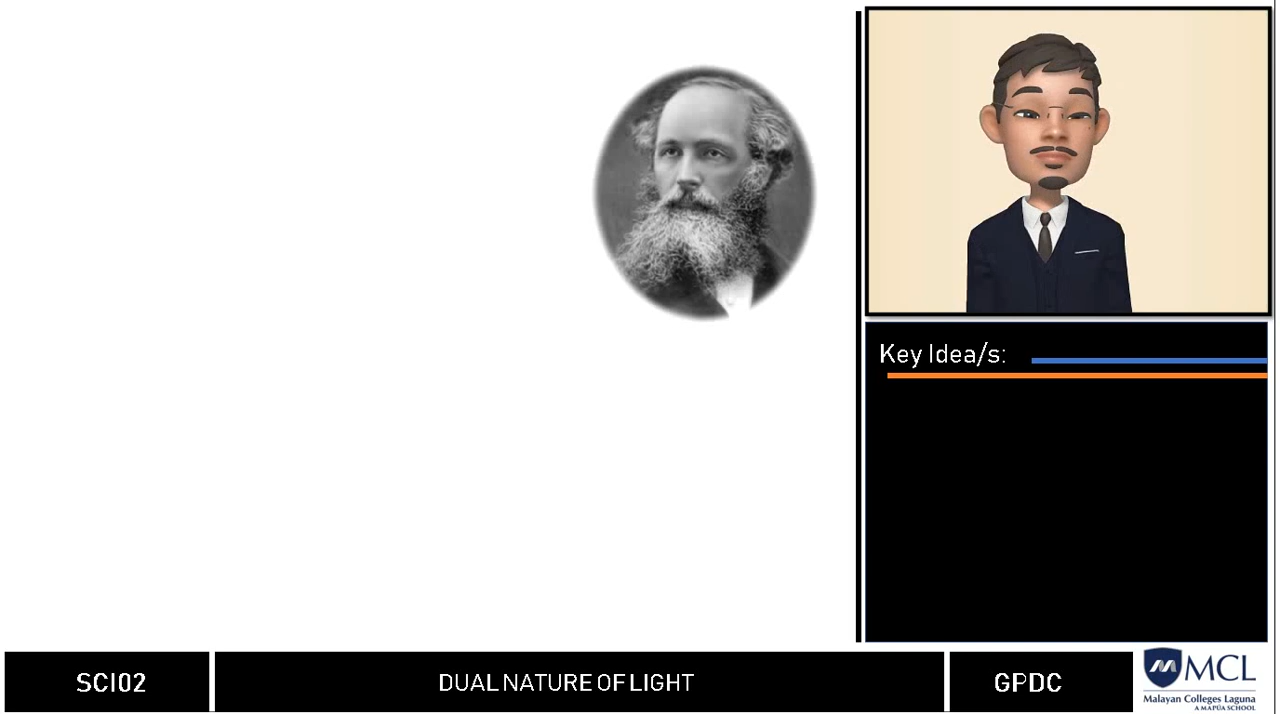 Key Idea/s:
SCI02
DUAL NATURE OF LIGHT
GPDC
MCL
Malayan Colleges Laguna
A MAPÚA SCHOOL